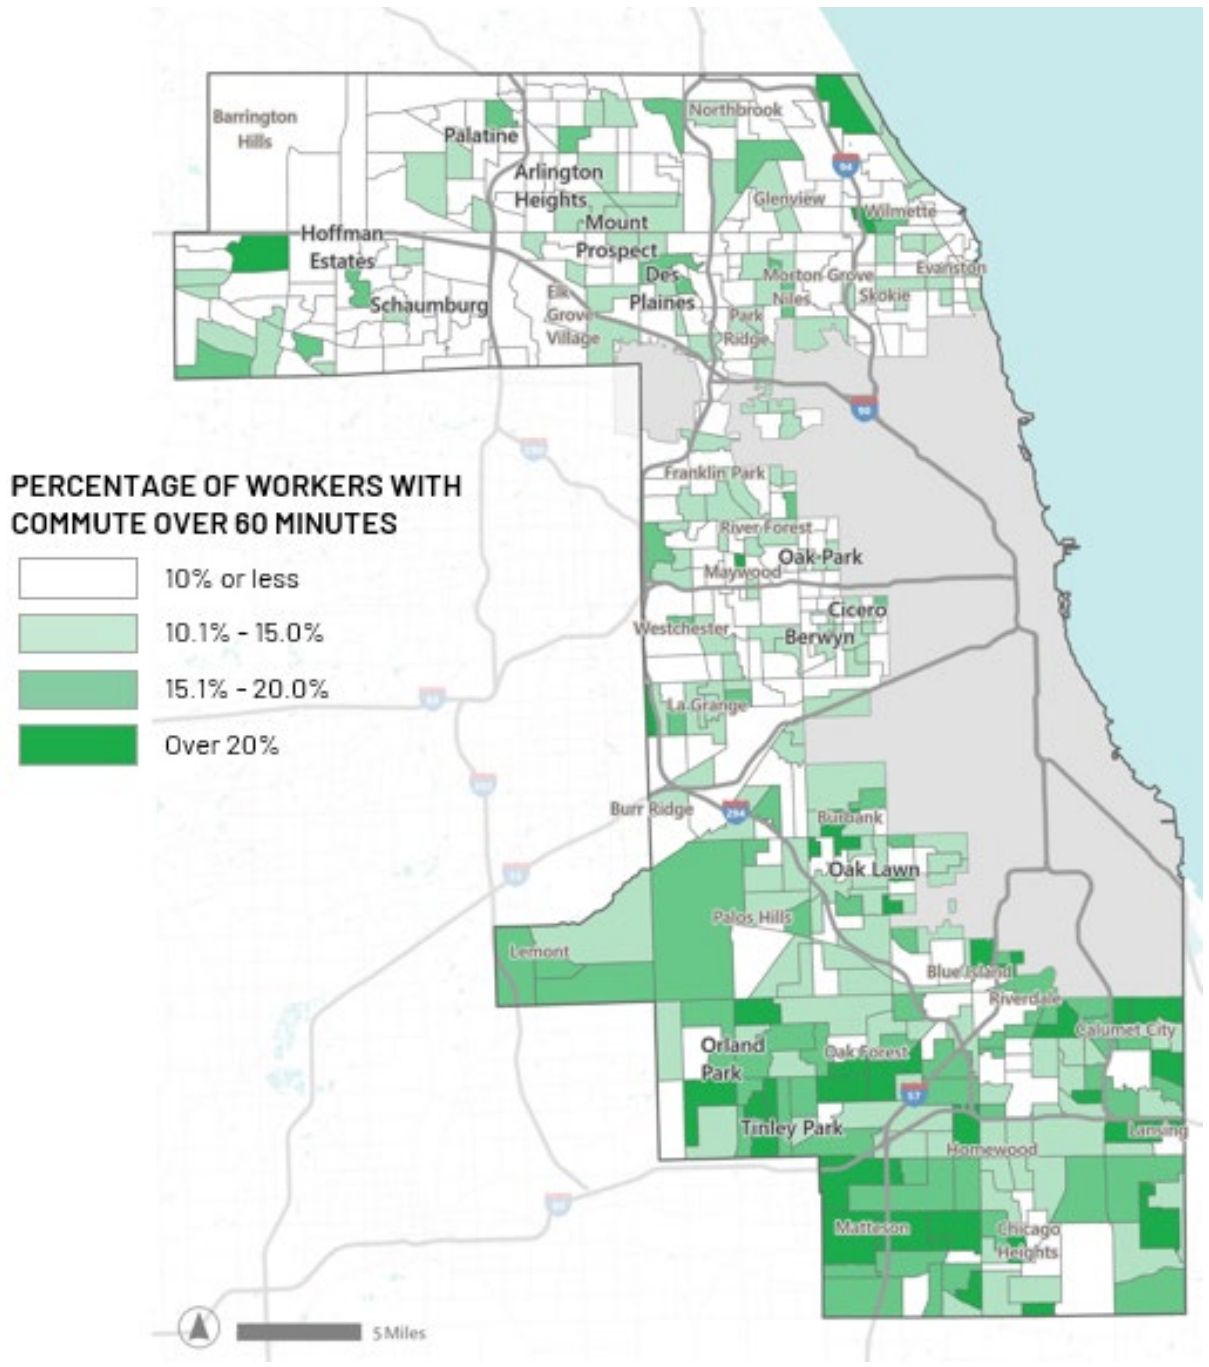 Barrington
Hills
Palatine
Northbrook
94
Arlington
Heights
Glenview
Wilmette
Mount
Prospect
Hoffman
Estates
Des
Plaines
Morton Grove
Evanston
Niles
Skokie
Schaumburg
Elk
Grove
Village
Park
Ridge
90
Franklin Park
PERCENTAGE OF WORKERS WITH
COMMUTE OVER 60 MINUTES
10% or less
10.1% - 15.0%
15.1% - 20.0%
Over 20%
River Forest
Oak Park
Maywood
Cicero
Westchester
Berwyn
La Grange
Burr Ridge
294
Burbank
Oak Lawn
Palos Hills
Lemont
Blue Island
Riverdale
Calumet City
Orland
Park
Oak Forest
57
Tinley Park
Lansing
Homewood
Matteson
Chicago
Heights
5 Miles